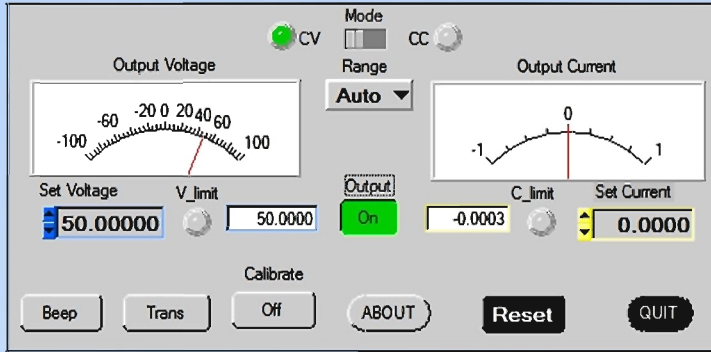 Mode
CV CC
Output Voltage Range Output Current
Auto
-100 -60 -20 0 20 40 60 100
-1 0 1
Set Voltage V_limit Output C_limit Set Current
50.00000 50.0000 On -0.0003 0.0000
Calibrate
Beep Trans Off ABOUT Reset QUIT